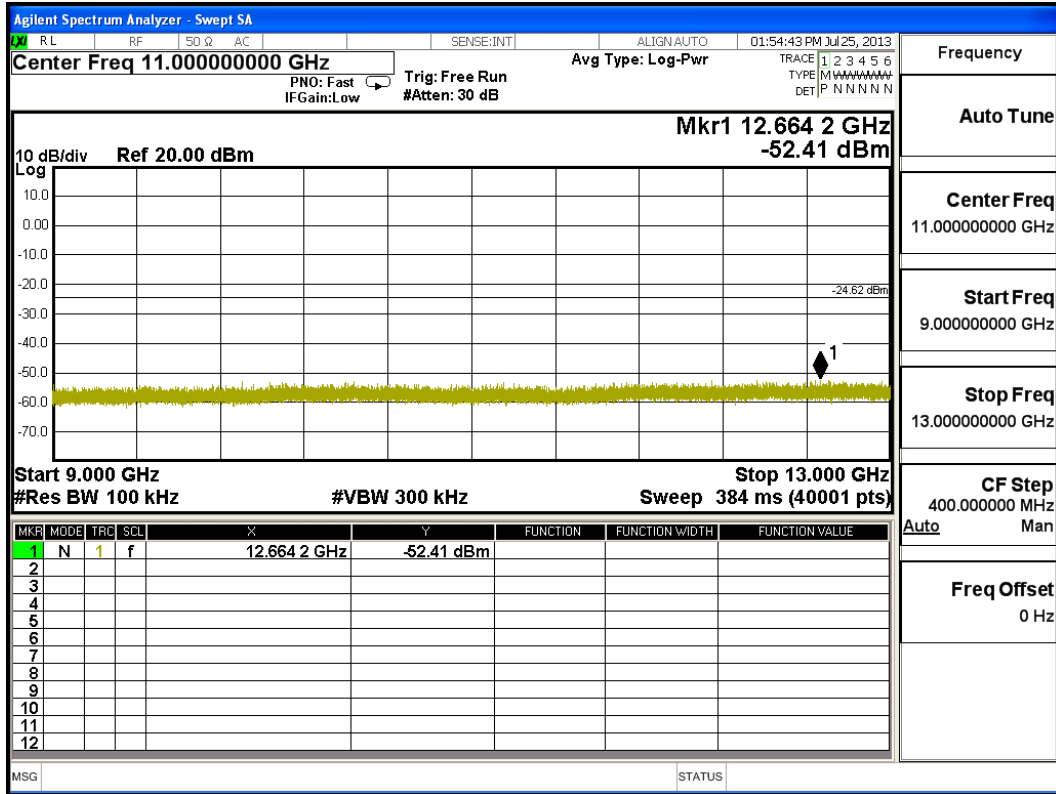 Agilent Spectrum Analyzer - Swept SA
LXI RL RF 50 Ω AC SENSE:INT ALIGN AUTO 01:54:43 PM Jul 25, 2013
Center Freq 11.000000000 GHz
PNO: Fast
IFGain:Low
Trig: Free Run
#Atten: 30 dB
Avg Type: Log-Pwr
TRACE 1 2 3 4 5 6
TYPE M WWWWW
DET P N N N N N
Mkr1 12.664 2 GHz
-52.41 dBm
10 dB/div Ref 20.00 dBm
Log
10.0
0.00
-10.0
-20.0
-24.62 dBm
-30.0
-40.0
1
-50.0
-60.0
-70.0
Start 9.000 GHz Stop 13.000 GHz
#Res BW 100 kHz #VBW 300 kHz Sweep 384 ms (40001 pts)
MKR MODE TRC SCL X Y FUNCTION FUNCTION WIDTH FUNCTION VALUE
1 N 1 f 12.664 2 GHz -52.41 dBm
2
3
4
5
6
7
8
9
10
11
12
MSG STATUS
Frequency
Auto Tune
Center Freq
11.000000000 GHz
Start Freq
9.000000000 GHz
Stop Freq
13.000000000 GHz
CF Step
400.000000 MHz
Auto Man
Freq Offset
0 Hz